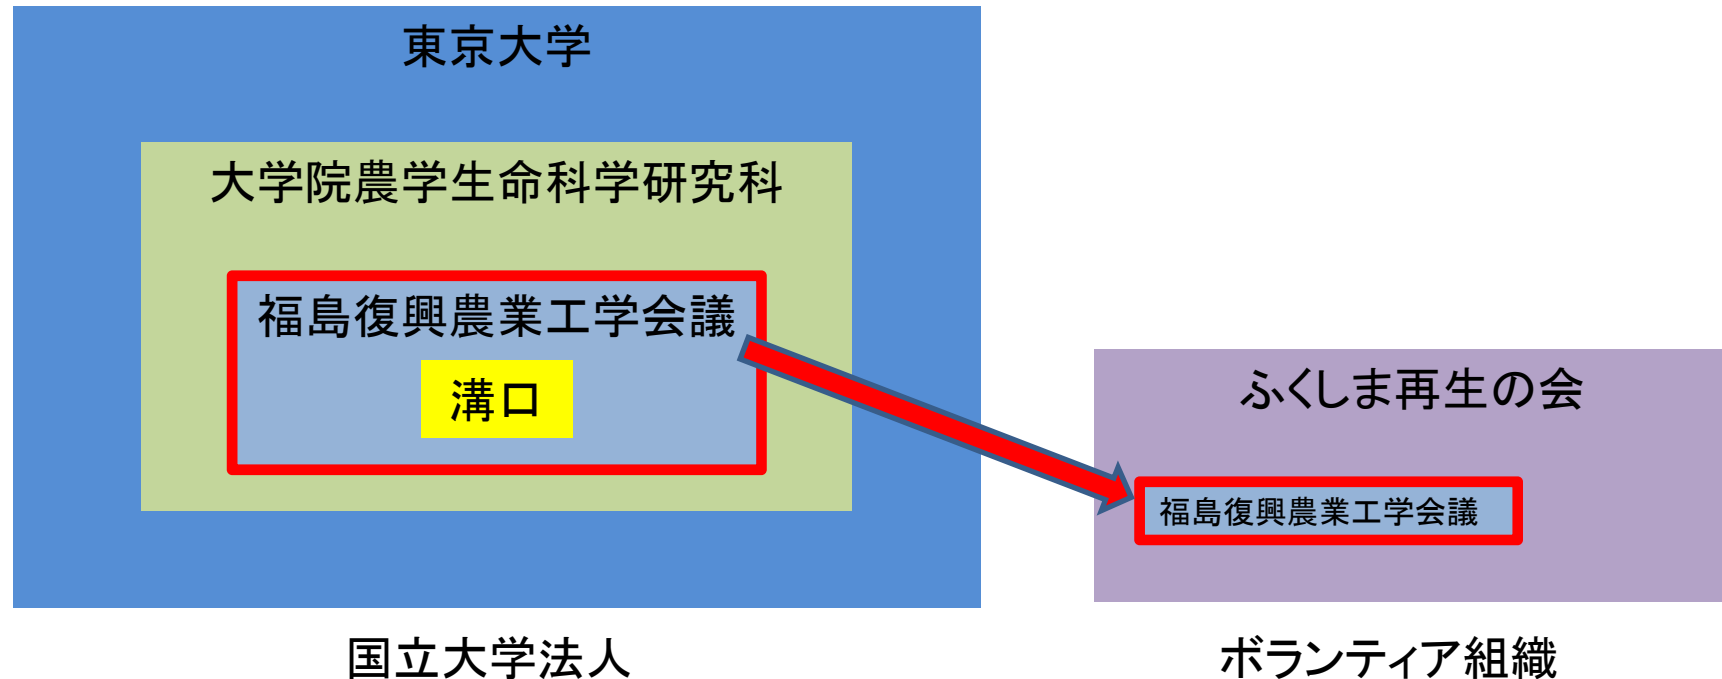 東京大学
大学院農学生命科学研究科
福島復興農業工学会議
溝口
国立大学法人
ふくしま再生の会
福島復興農業工学会議
ボランティア組織